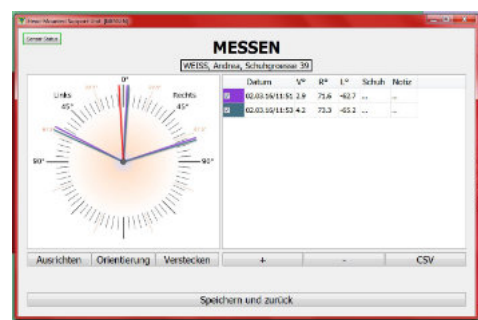 MESSEN
WEISS, Andrea, Schuhgroesse 39
0°
Links
Rechts
45°
45°
90°
90°
Datum V° R° L° Schuh Notiz
02.03.16/11:51 2.9 71.6 -62.7 ... ...
02.03.16/11:53 4.2 73.3 -65.2 ... ...
Ausrichten Orientierung Verstecken + - CSV
Speichern und zurück